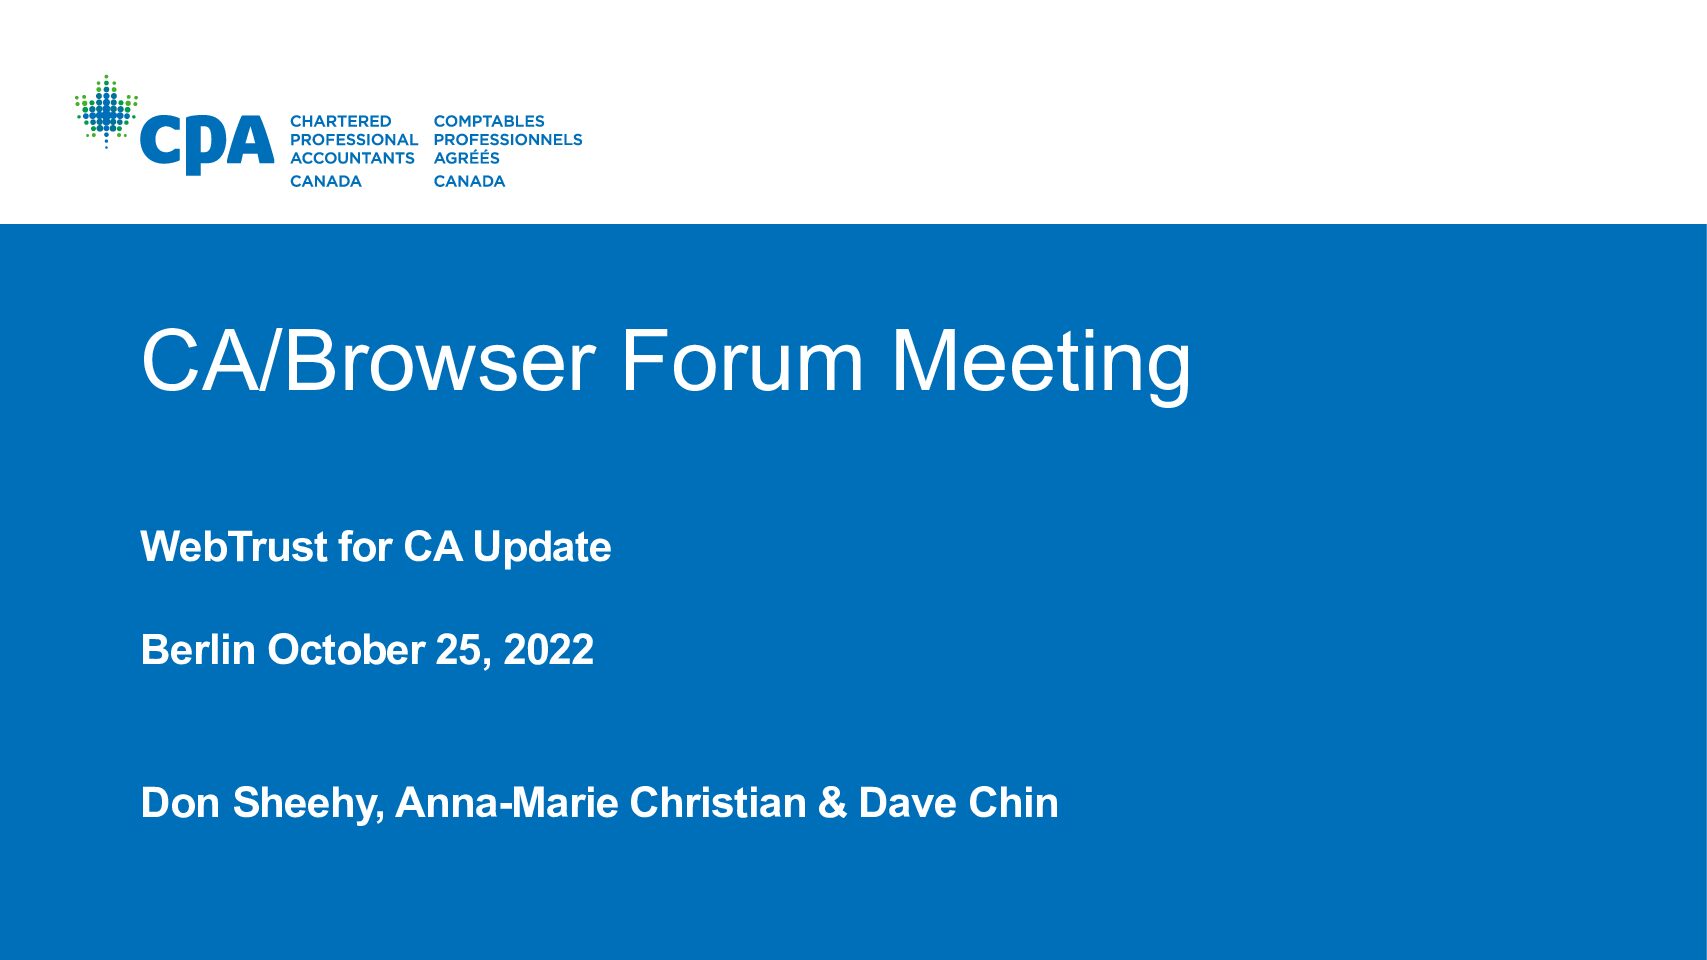 cpa
CHARTERED
PROFESSIONAL
ACCOUNTANTS
CANADA
COMPTABLES
PROFESSIONNELS
AGRÉÉS
CANADA
CA/Browser Forum Meeting
WebTrust for CA Update
Berlin October 25, 2022
Don Sheehy, Anna-Marie Christian & Dave Chin